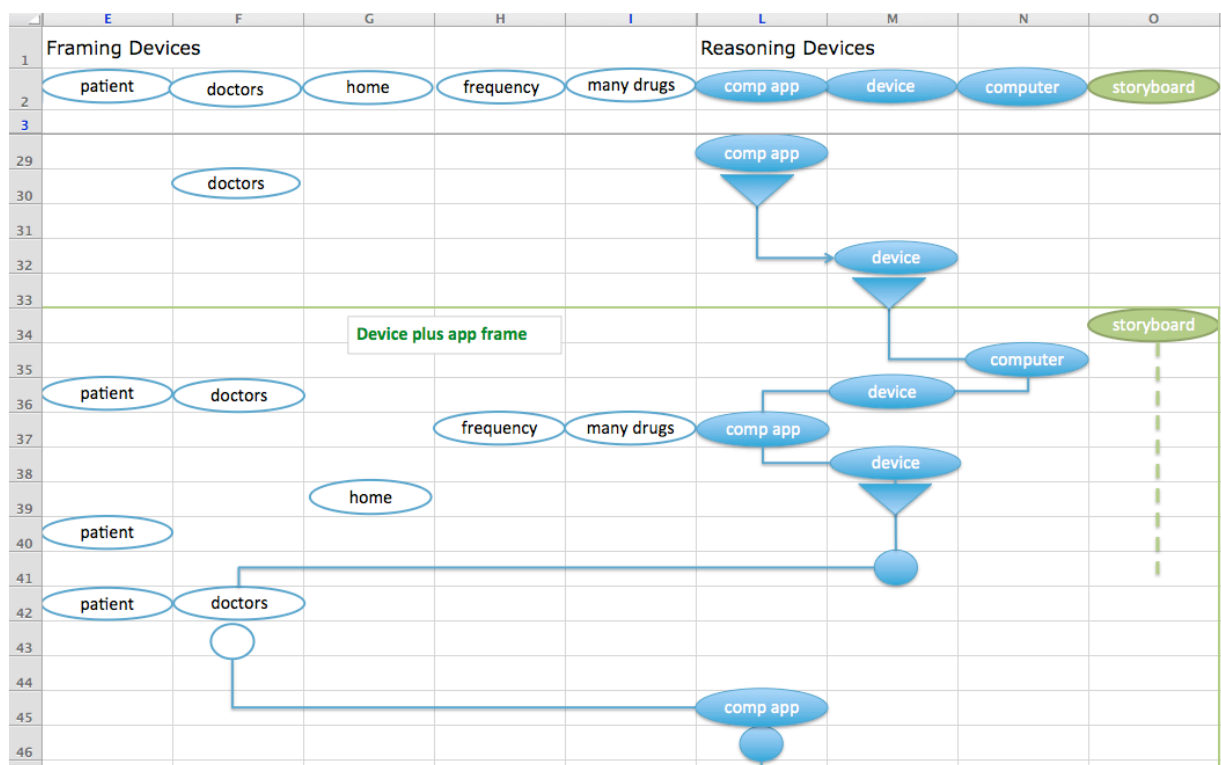 E F G H I L M N O
1 Framing Devices Reasoning Devices
2 patient doctors home frequency many drugs comp app device computer storyboard
3
29 comp app
30 doctors
31
32 device
33
34 Device plus app frame storyboard
35 computer
36 patient doctors device
37 frequency many drugs comp app
38 device
39 home
40 patient
41
42 patient doctors
43
44
45 comp app
46